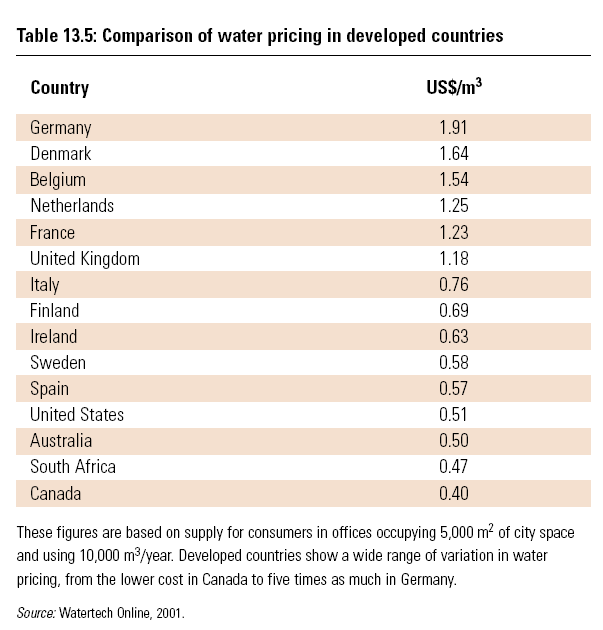 Table 13.5: Comparison of water pricing in developed countries
Country US$/m³
Germany 1.91
Denmark 1.64
Belgium 1.54
Netherlands 1.25
France 1.23
United Kingdom 1.18
Italy 0.76
Finland 0.69
Ireland 0.63
Sweden 0.58
Spain 0.57
United States 0.51
Australia 0.50
South Africa 0.47
Canada 0.40
These figures are based on supply for consumers in offices occupying 5,000 m² of city space
and using 10,000 m³/year. Developed countries show a wide range of variation in water
pricing, from the lower cost in Canada to five times as much in Germany.
Source: Watertech Online, 2001.